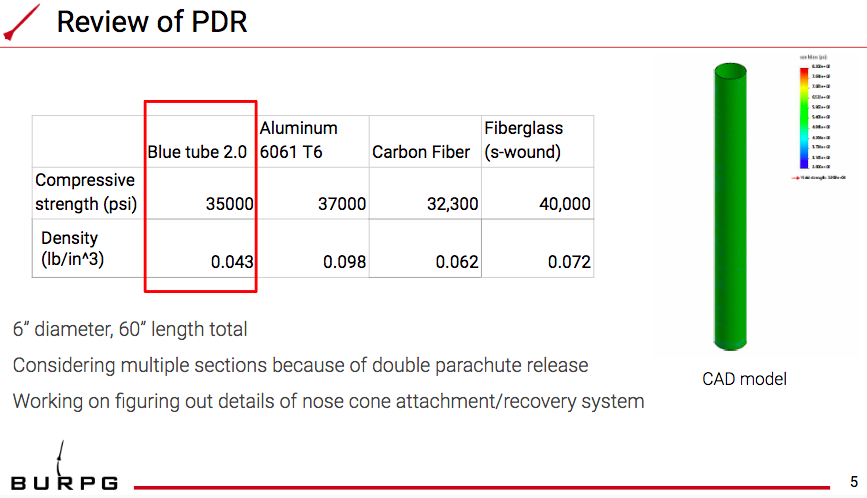 Review of PDR
Blue tube 2.0
Aluminum
6061 T6
Carbon Fiber
Fiberglass
(s-wound)
Compressive
strength (psi)
35000
37000
32,300
40,000
Density
(lb/in^3)
0.043
0.098
0.062
0.072
6” diameter, 60” length total
Considering multiple sections because of double parachute release
Working on figuring out details of nose cone attachment/recovery system
CAD model
BURPG
5